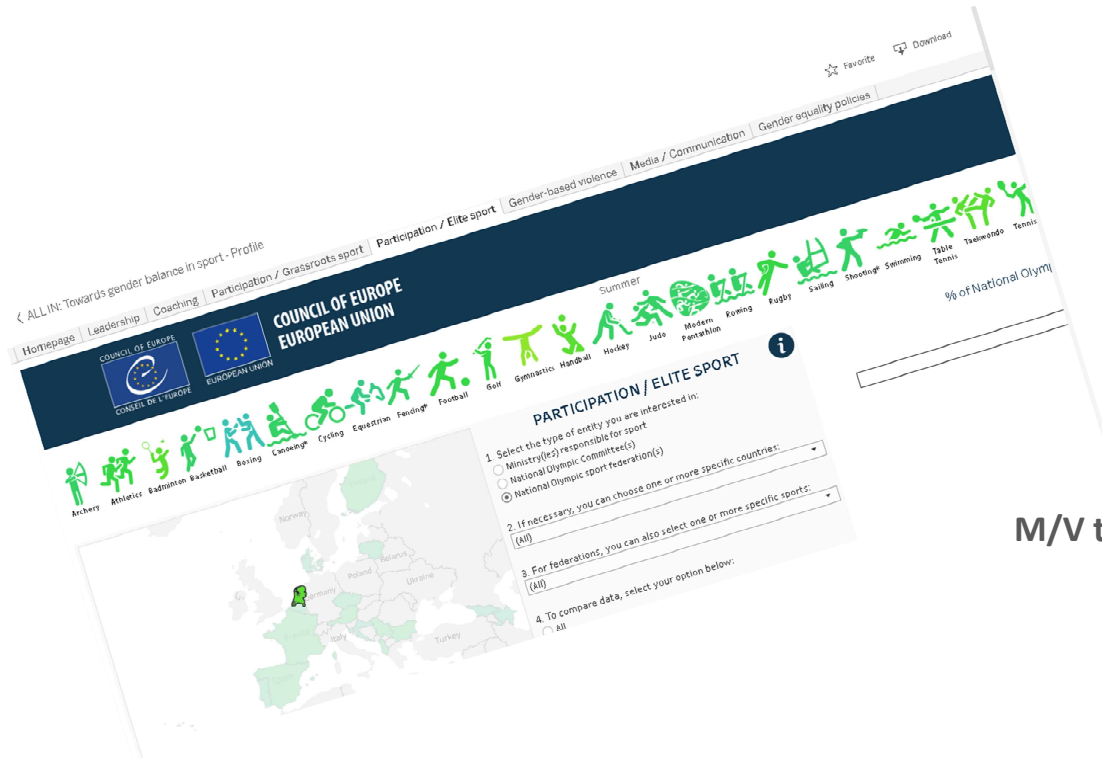 Favorite
Download
< ALL IN: Towards gender balance in sport - Profile
Homepage
Leadership
Coaching
Participation / Grassroots sport
Participation / Elite sport
Gender-based violence
Media / Communication
Gender equality policies
COUNCIL OF EUROPE
CONSEIL DE L'EUROPE
EUROPEAN UNION
COUNCIL OF EUROPE
EUROPEAN UNION
Summer
Archery
Athletics
Badminton
Basketball
Boxing
Canoeing*
Cycling
Equestrian
Fencing*
Football
Golf
Gymnastics
Handball
Hockey
Judo
Modern
Pentathlon
Rowing
Rugby
Sailing
Shooting*
Swimming
Table
Tennis
Taekwondo
Tennis
% of National Olymp
PARTICIPATION / ELITE SPORT
i
1. Select the type of entity you are interested in:
Ministry(ies) responsible for sport
National Olympic Committee(s)
National Olympic sport federation(s)
2. If necessary, you can choose one or more specific countries:
(All)
3. For federations, you can also select one or more specific sports:
(All)
4. To compare data, select your option below:
All
Norway
Finland
Belarus
Poland
Germany
Ukraine
France
Italy
Spain
Turkey
M/V t